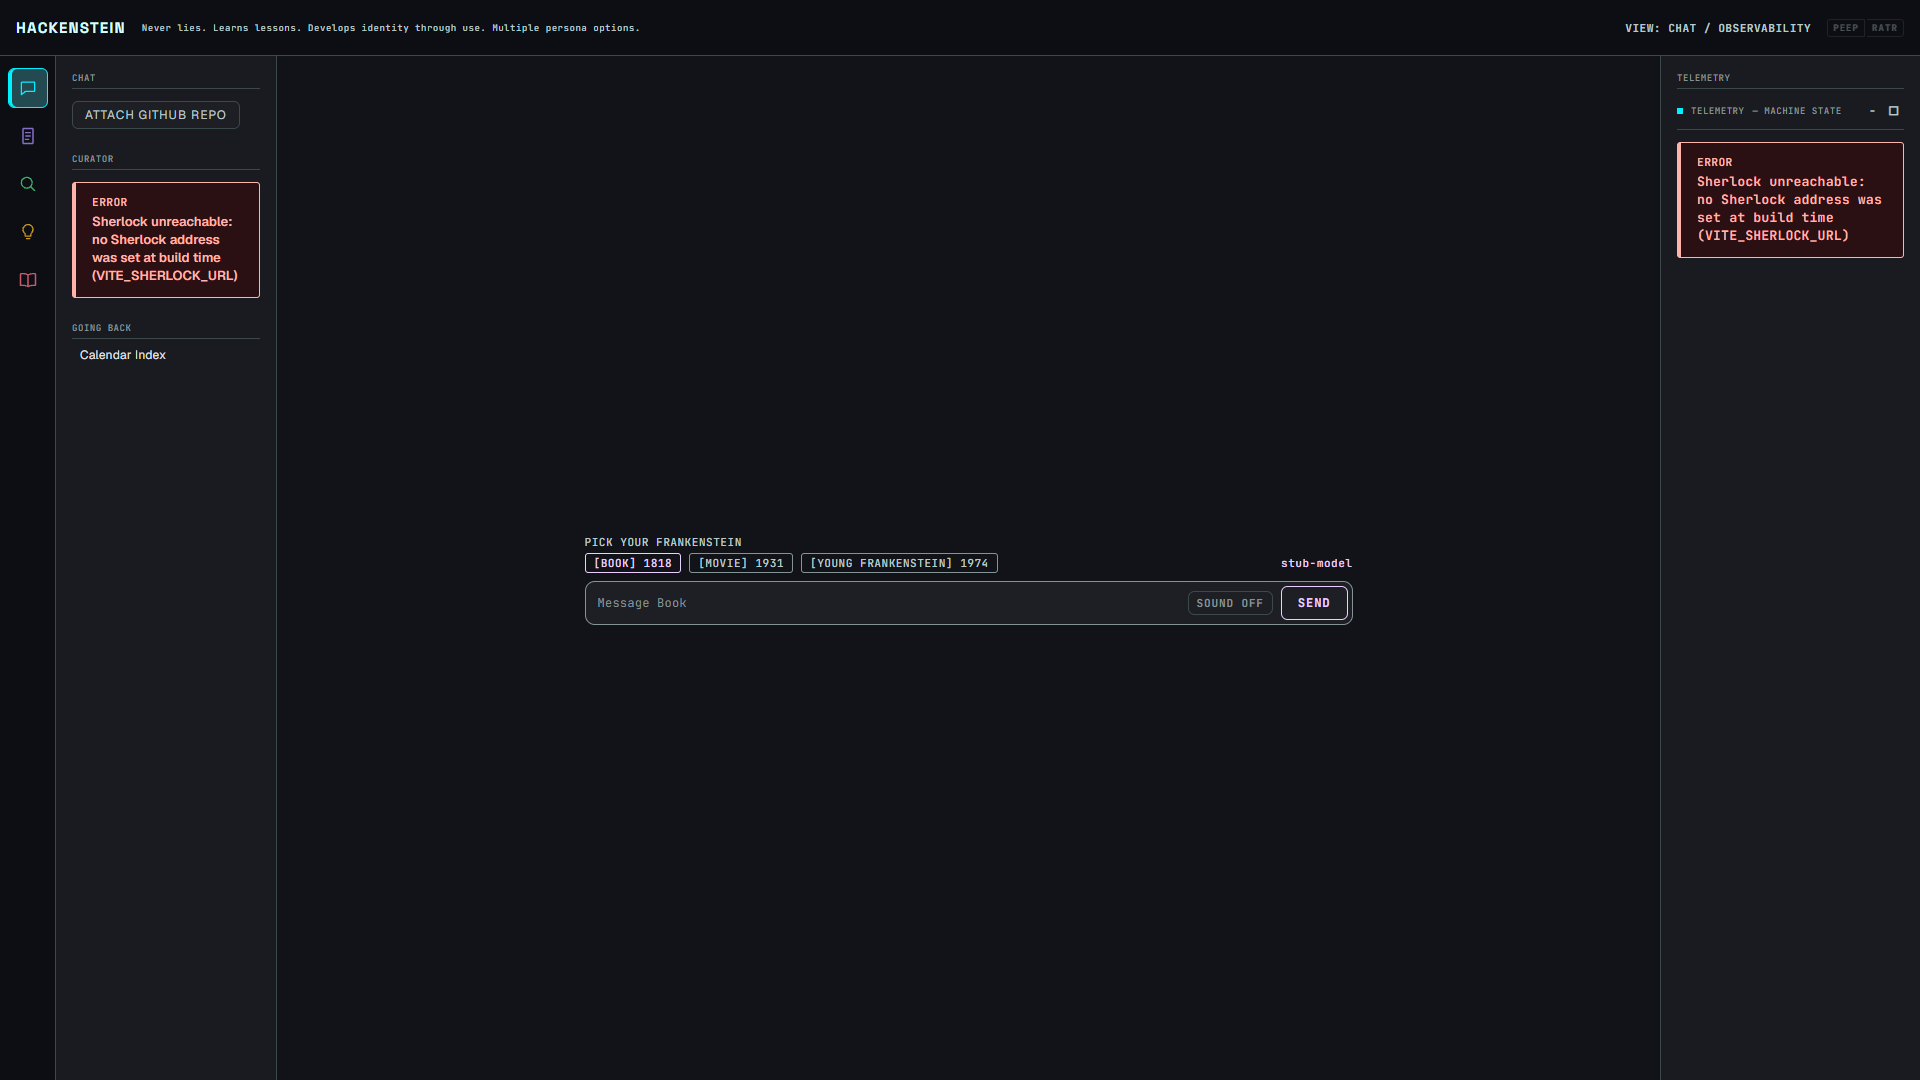 HACKENSTEIN
Never lies. Learns lessons. Develops identity through use. Multiple persona options.
VIEW: CHAT / OBSERVABILITY
PEEP
RATR
CHAT
ATTACH GITHUB REPO
CURATOR
ERROR
Sherlock unreachable:
no Sherlock address
was set at build time
(VITE_SHERLOCK_URL)
GOING BACK
Calendar Index
PICK YOUR FRANKENSTEIN
[BOOK] 1818
[MOVIE] 1931
[YOUNG FRANKENSTEIN] 1974
stub-model
Message Book
SOUND OFF
SEND
TELEMETRY
TELEMETRY — MACHINE STATE
ERROR
Sherlock unreachable:
no Sherlock address was
set at build time
(VITE_SHERLOCK_URL)